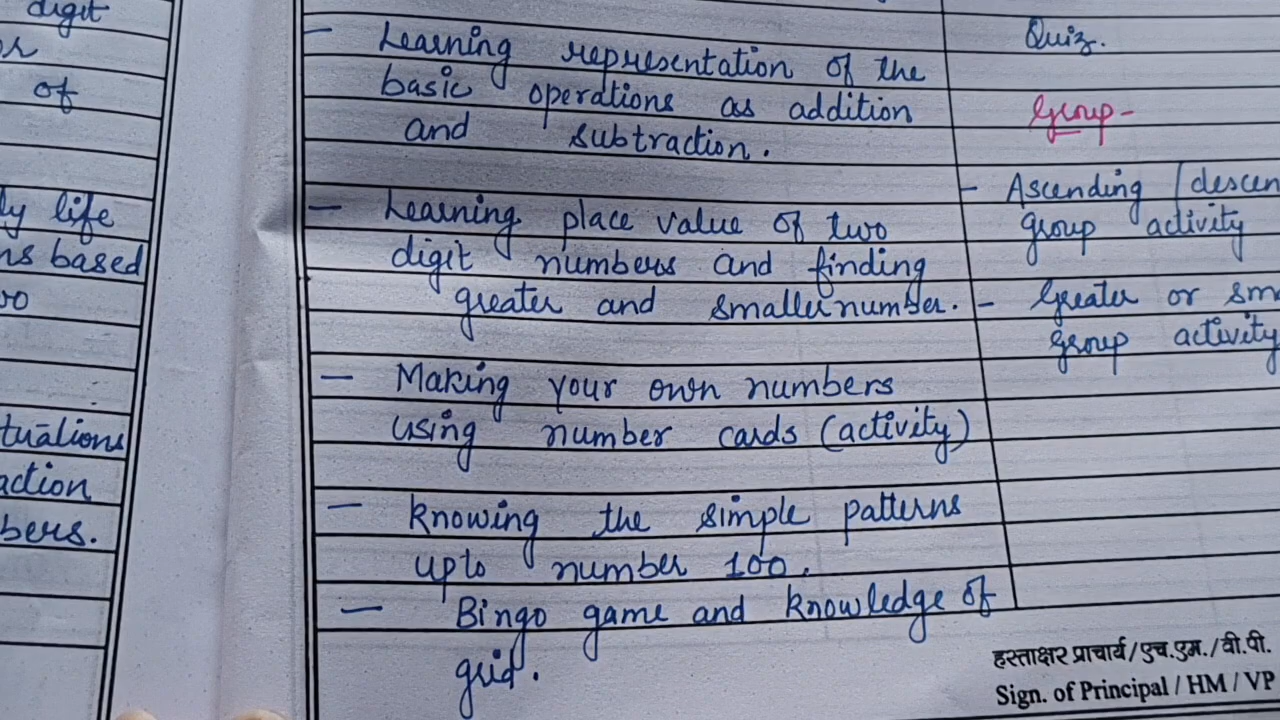 digit
of
ly life
ns based
tuations
action
bers.
- Learning representation of the
basic operations as addition
and subtraction.
- Learning place value of two
digit numbers and finding
greater and smaller number.
- Making your own numbers
using number cards (activity)
- Knowing the simple patterns
upto number 100.
- Bingo game and knowledge of
grid.
Quiz.
Group-
- Ascending / descen
group activity
- Greater or sm
group activity
हस्ताक्षर प्राचार्य / एच.एम. / वी.पी.
Sign. of Principal / HM / VP